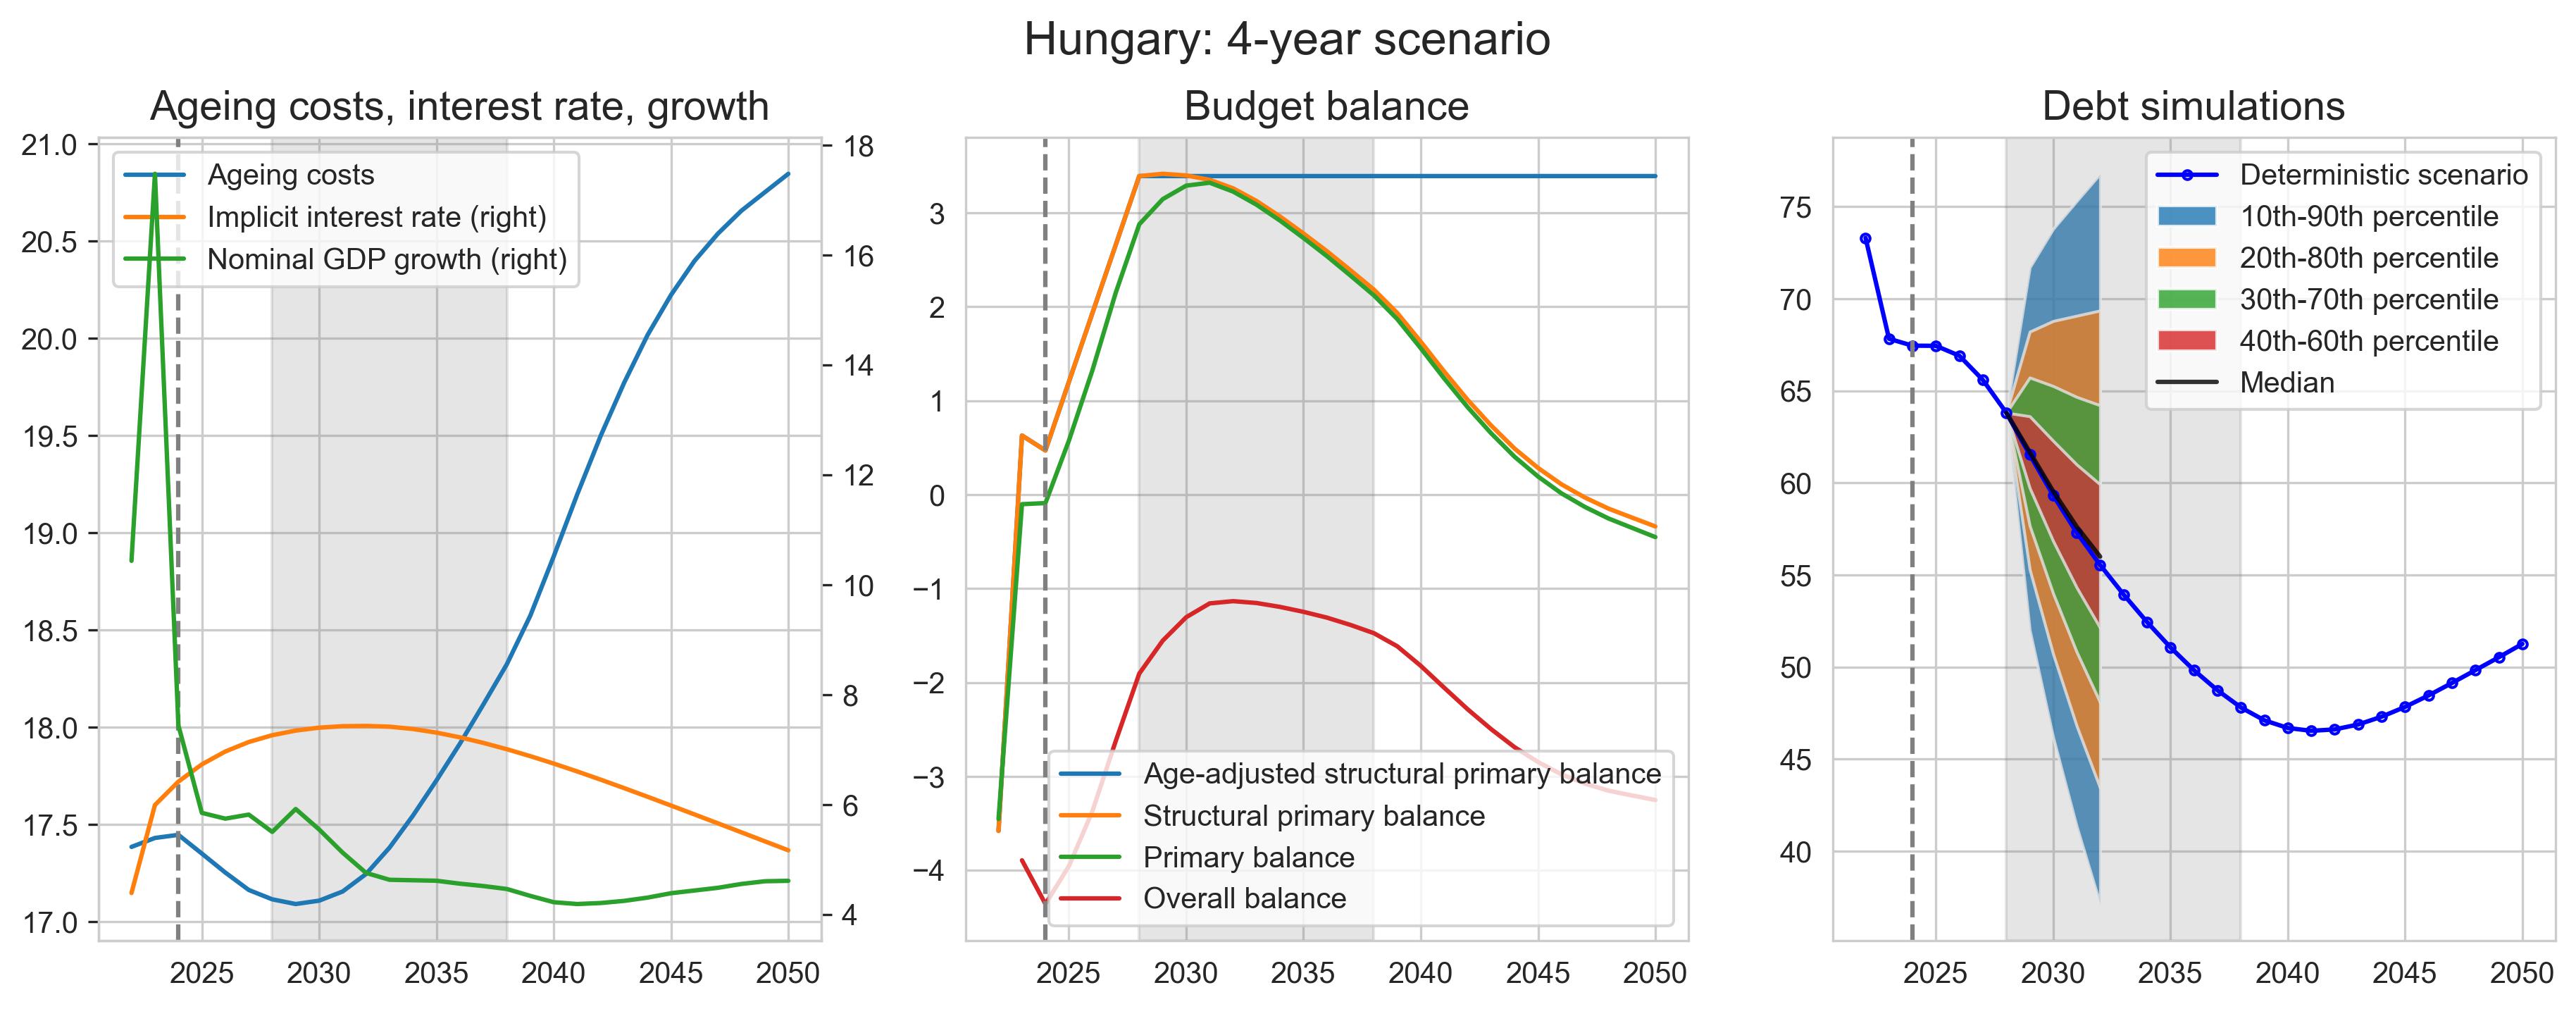 Hungary: 4-year scenario
Ageing costs, interest rate, growth
21.0
20.5
20.0
19.5
19.0
18.5
18.0
17.5
17.0
18
16
14
12
10
8
6
4
Ageing costs
Implicit interest rate (right)
Nominal GDP growth (right)
2025 2030 2035 2040 2045 2050
Budget balance
3
2
1
0
−1
−2
−3
−4
Age-adjusted structural primary balance
Structural primary balance
Primary balance
Overall balance
2025 2030 2035 2040 2045 2050
Debt simulations
75
70
65
60
55
50
45
40
Deterministic scenario
10th-90th percentile
20th-80th percentile
30th-70th percentile
40th-60th percentile
Median
2025 2030 2035 2040 2045 2050